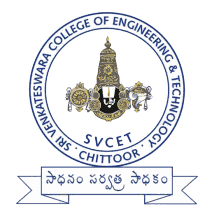 SRI VENKATESWARA COLLEGE OF ENGINEERING & TECHNOLOGY
SVCET
CHITTOOR
సాధనం సర్వత్ర సాధకం